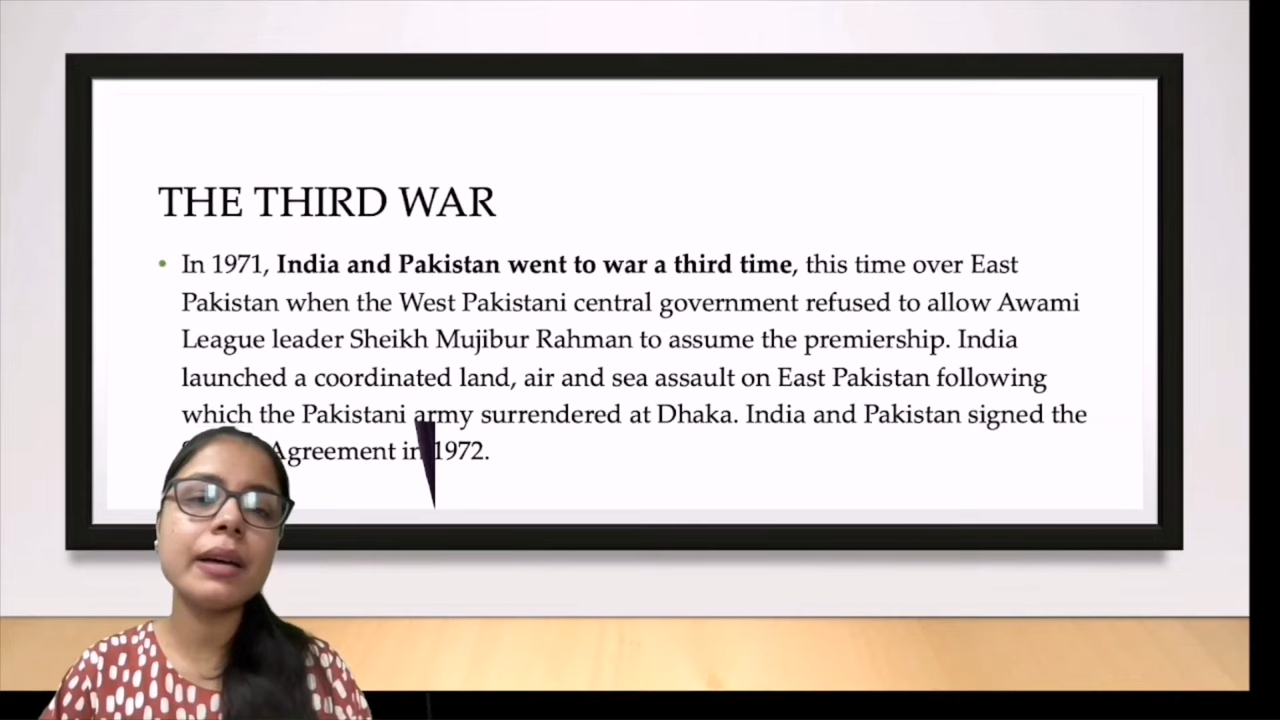 THE THIRD WAR
• In 1971, India and Pakistan went to war a third time, this time over East
Pakistan when the West Pakistani central government refused to allow Awami
League leader Sheikh Mujibur Rahman to assume the premiership. India
launched a coordinated land, air and sea assault on East Pakistan following
which the Pakistani army surrendered at Dhaka. India and Pakistan signed the
Agreement in 1972.